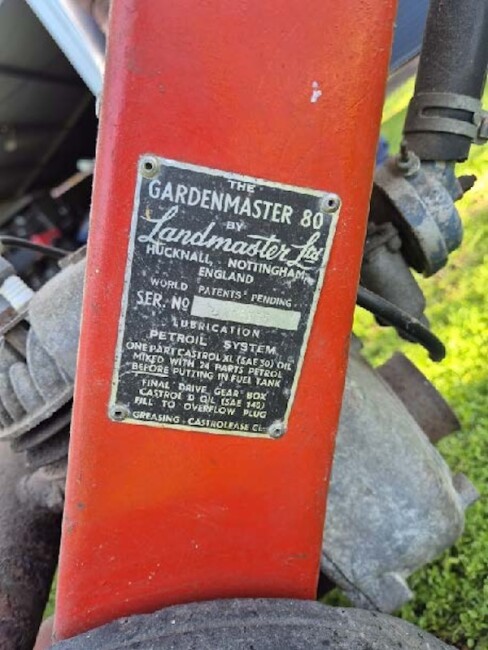 THE
GARDENMASTER 80
BY
Landmaster Ltd
HUCKNALL, NOTTINGHAM,
ENGLAND
WORLD PATENTS PENDING
SER. NO
LUBRICATION
PETROIL SYSTEM
ONE PART CASTROL XL (SAE 30) OIL
MIXED WITH 24 PARTS PETROL
BEFORE PUTTING IN FUEL TANK
FINAL DRIVE GEAR BOX
CASTROL D OIL (SAE 140)
FILL TO OVERFLOW PLUG
GREASING - CASTROLEASE CL